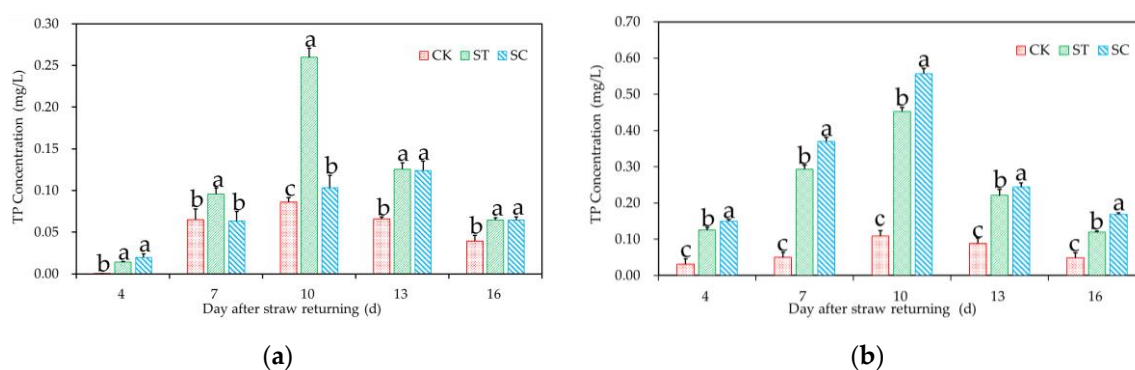 0.30
0.25
0.20
0.15
0.10
0.05
0.00
TP Concentration (mg/L)
CK ST SC
b a a
b a b
c a b
b a a
b a a
4 7 10 13 16
Day after straw returning (d)
(a)
0.70
0.60
0.50
0.40
0.30
0.20
0.10
0.00
TP Concentration (mg/L)
CK ST SC
c b a
c b a
c b a
c b a
c b a
4 7 10 13 16
Day after straw returning (d)
(b)